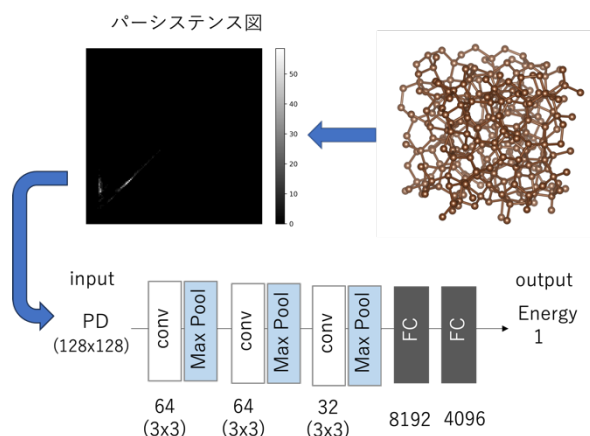 パーシステンス図
50
40
30
20
10
0
input
PD
(128x128)
conv
Max Pool
conv
Max Pool
conv
Max Pool
FC
FC
output
Energy
1
64
(3x3)
64
(3x3)
32
(3x3)
8192
4096